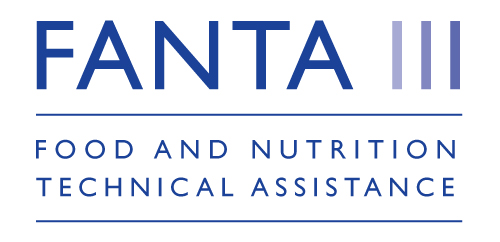 FANTA III
FOOD AND NUTRITION
TECHNICAL ASSISTANCE